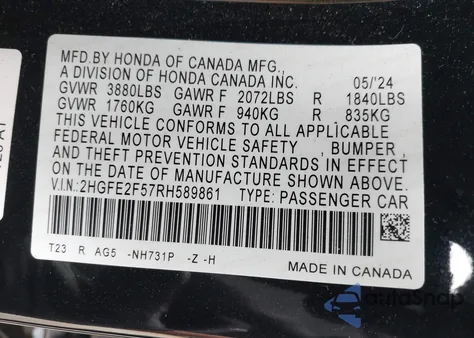 MFD.BY HONDA OF CANADA MFG.,
A DIVISION OF HONDA CANADA INC. 05/'24
GVWR 3880LBS GAWR F 2072LBS R 1840LBS
GVWR 1760KG GAWR F 940KG R 835KG
THIS VEHICLE CONFORMS TO ALL APPLICABLE
FEDERAL MOTOR VEHICLE SAFETY BUMPER
AND THEFT PREVENTION STANDARDS IN EFFECT
ON THE DATE OF MANUFACTURE SHOWN ABOVE.
V.I.N:2HGFE2F57RH589861 TYPE: PASSENGER CAR
T23 R AG5 -NH731P -Z -H
MADE IN CANADA
autosnap